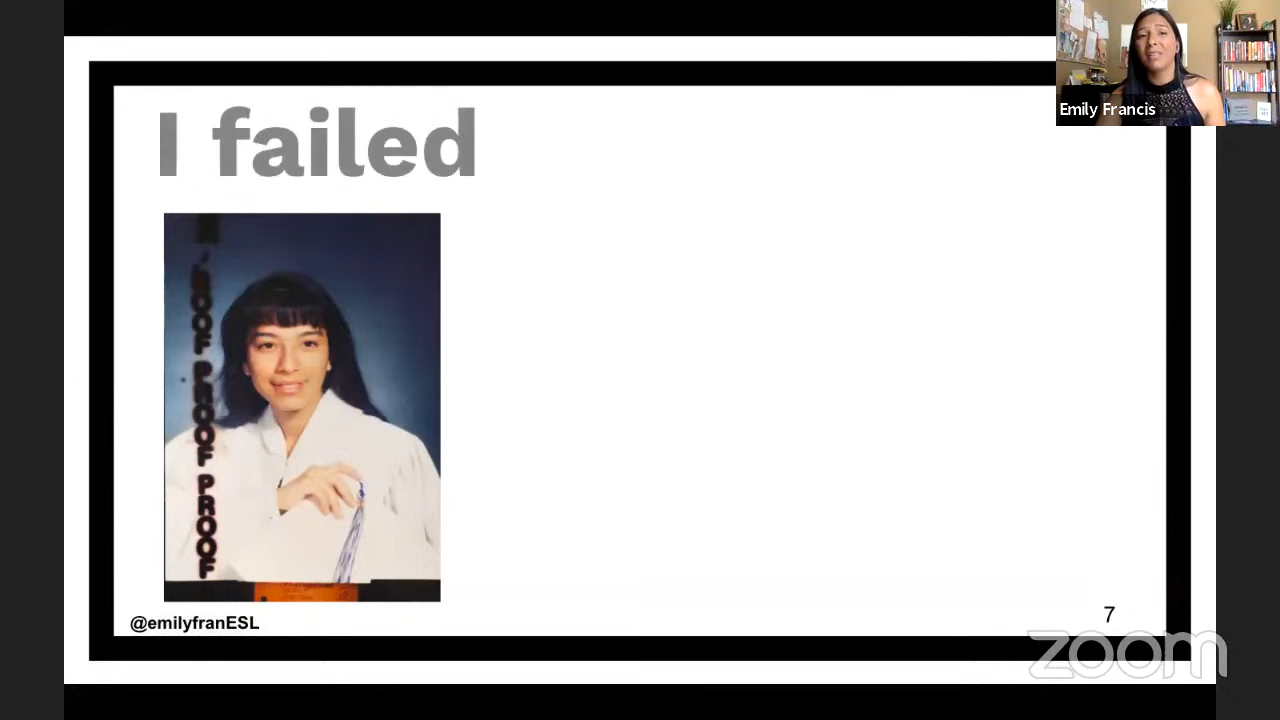 I failed
Emily Francis
PROOF PROOF PROOF
@emilyfranESL
7
zoom